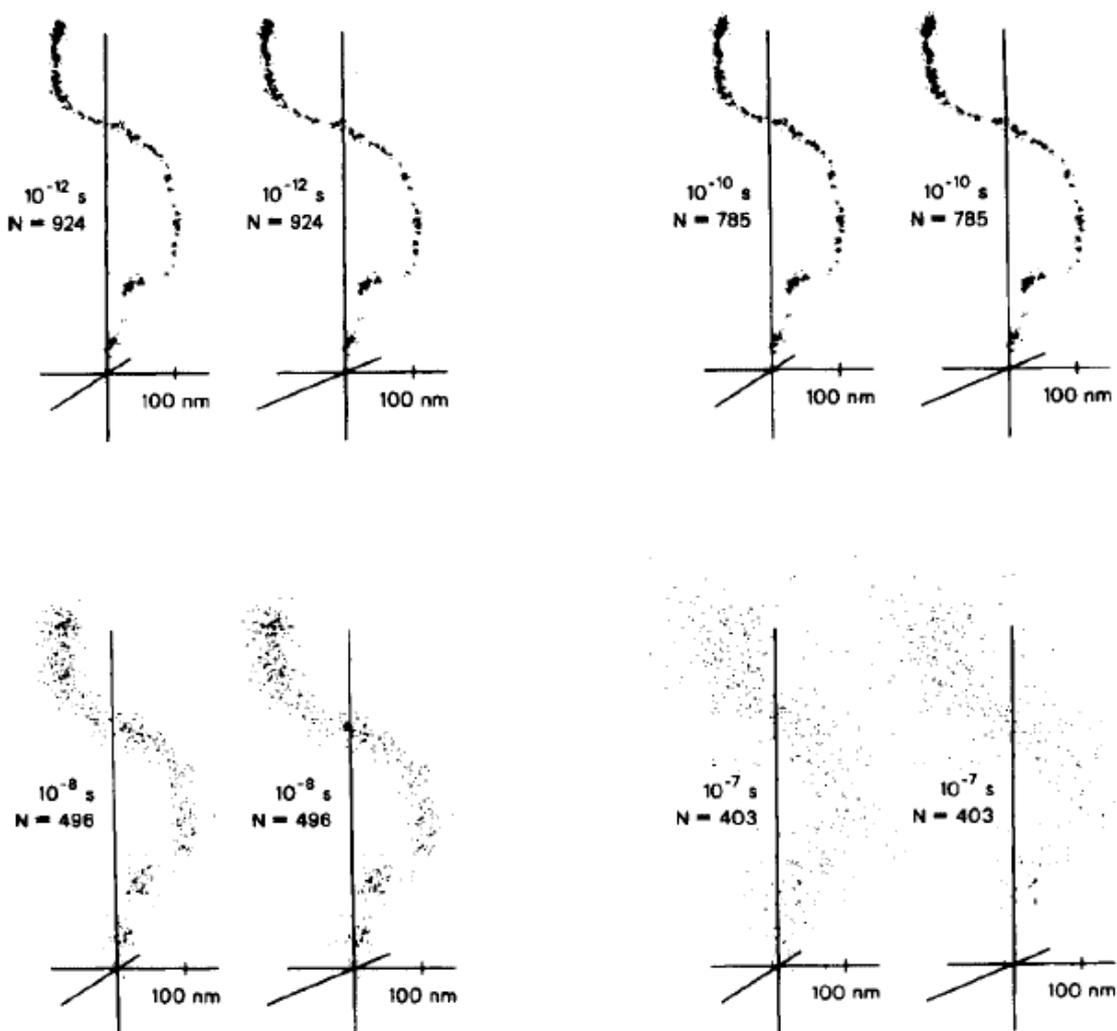 10⁻¹² s
N = 924
100 nm
10⁻¹² s
N = 924
100 nm
10⁻¹⁰ s
N = 785
100 nm
10⁻¹⁰ s
N = 785
100 nm
10⁻⁸ s
N = 496
100 nm
10⁻⁸ s
N = 496
100 nm
10⁻⁷ s
N = 403
100 nm
10⁻⁷ s
N = 403
100 nm